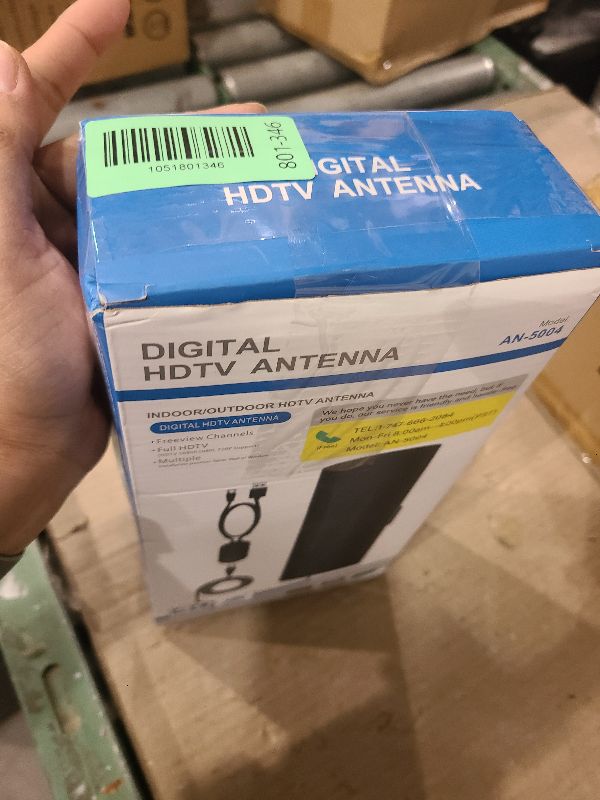 1051801346
801-346
DIGITAL
HDTV ANTENNA
Model
AN-5004
DIGITAL
HDTV ANTENNA
INDOOR/OUTDOOR HDTV ANTENNA
DIGITAL HDTV ANTENNA
• Freeview Channels
• Full HDTV
• Multiple
We hope you never have the need, but if
you do, our service is friendly and
TEL:1-747-888-2084
Mon-Fri 8:00am-4:00pm(PST)
Model: AN-5004
(Free)